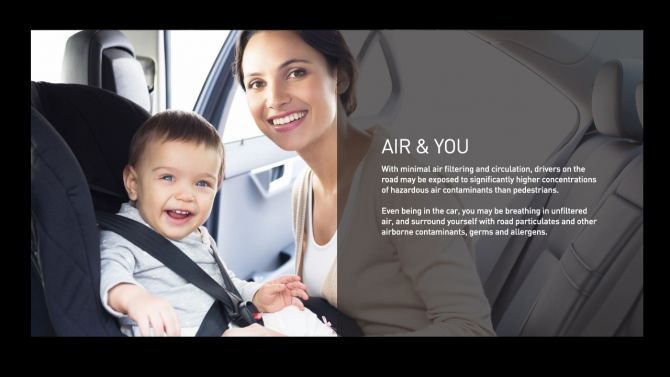 AIR & YOU
With minimal air filtering and circulation, drivers on the
road may be exposed to significantly higher concentrations
of hazardous air contaminants than pedestrians.
Even being in the car, you may be breathing in unfiltered
air, and surround yourself with road particulates and other
airborne contaminants, germs and allergens.